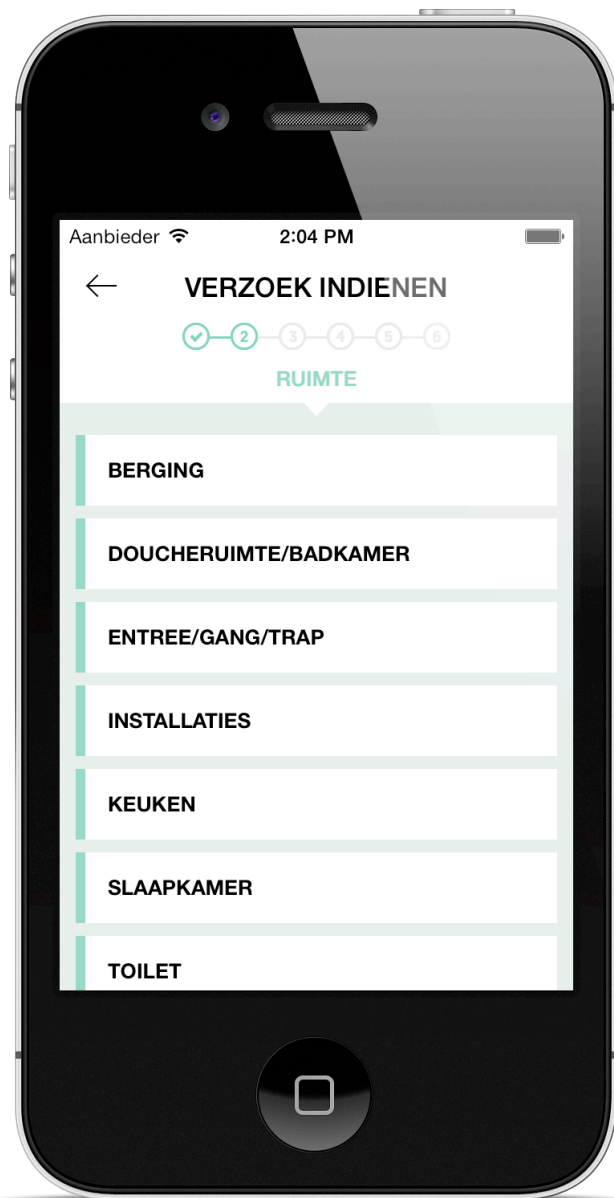 Aanbieder 2:04 PM
VERZOEK INDIENEN
2 3 4 5 6
RUIMTE
BERGING
DOUCHERUIMTE/BADKAMER
ENTREE/GANG/TRAP
INSTALLATIES
KEUKEN
SLAAPKAMER
TOILET